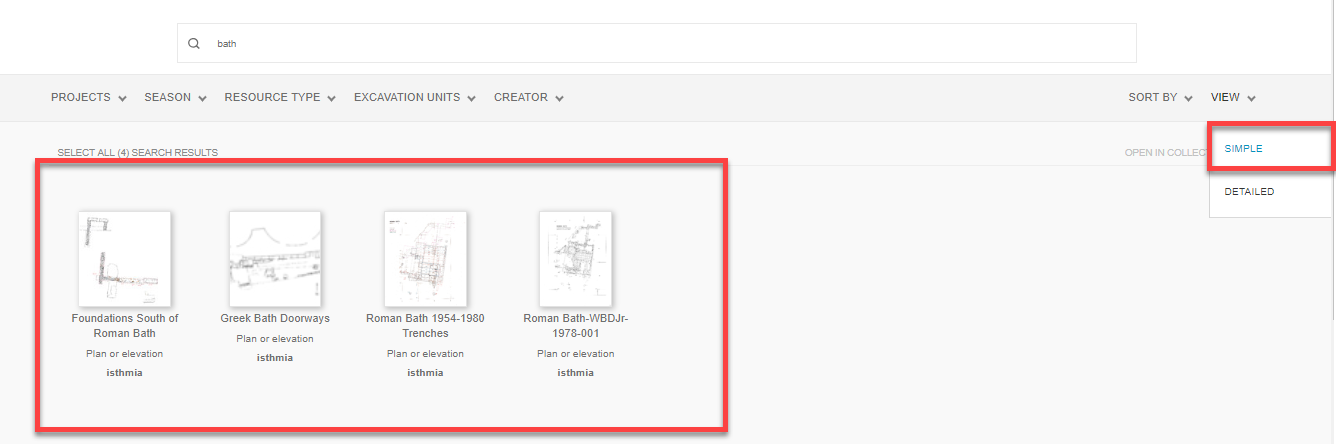 bath
PROJECTS SEASON RESOURCE TYPE EXCAVATION UNITS CREATOR SORT BY VIEW
SELECT ALL (4) SEARCH RESULTS OPEN IN COLLEC
SIMPLE
DETAILED
Foundations South of
Roman Bath
Plan or elevation
isthmia
Greek Bath Doorways
Plan or elevation
isthmia
Roman Bath 1954-1980
Trenches
Plan or elevation
isthmia
Roman Bath-WBDJr-
1978-001
Plan or elevation
isthmia